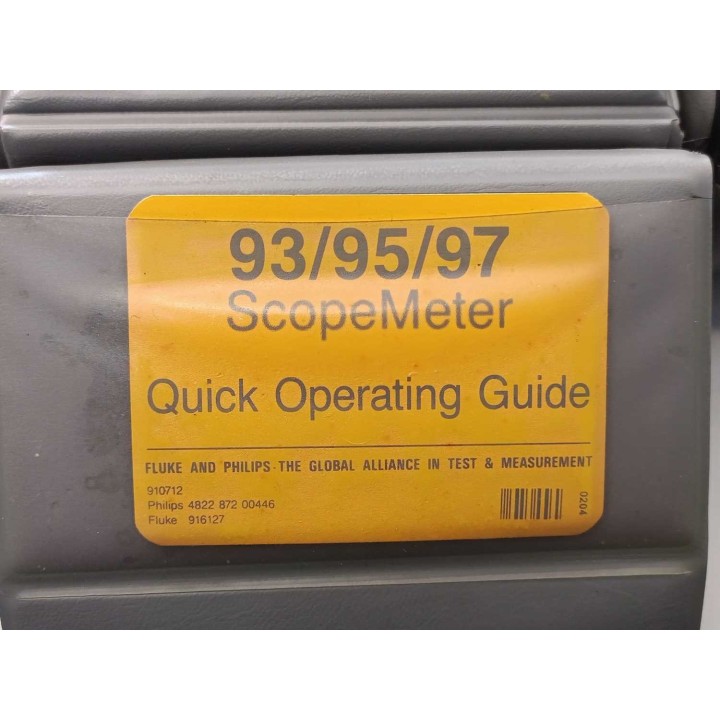 93/95/97
ScopeMeter
Quick Operating Guide
FLUKE AND PHILIPS-THE GLOBAL ALLIANCE IN TEST & MEASUREMENT
910712
Philips 4822 872 00446
Fluke 916127
0204